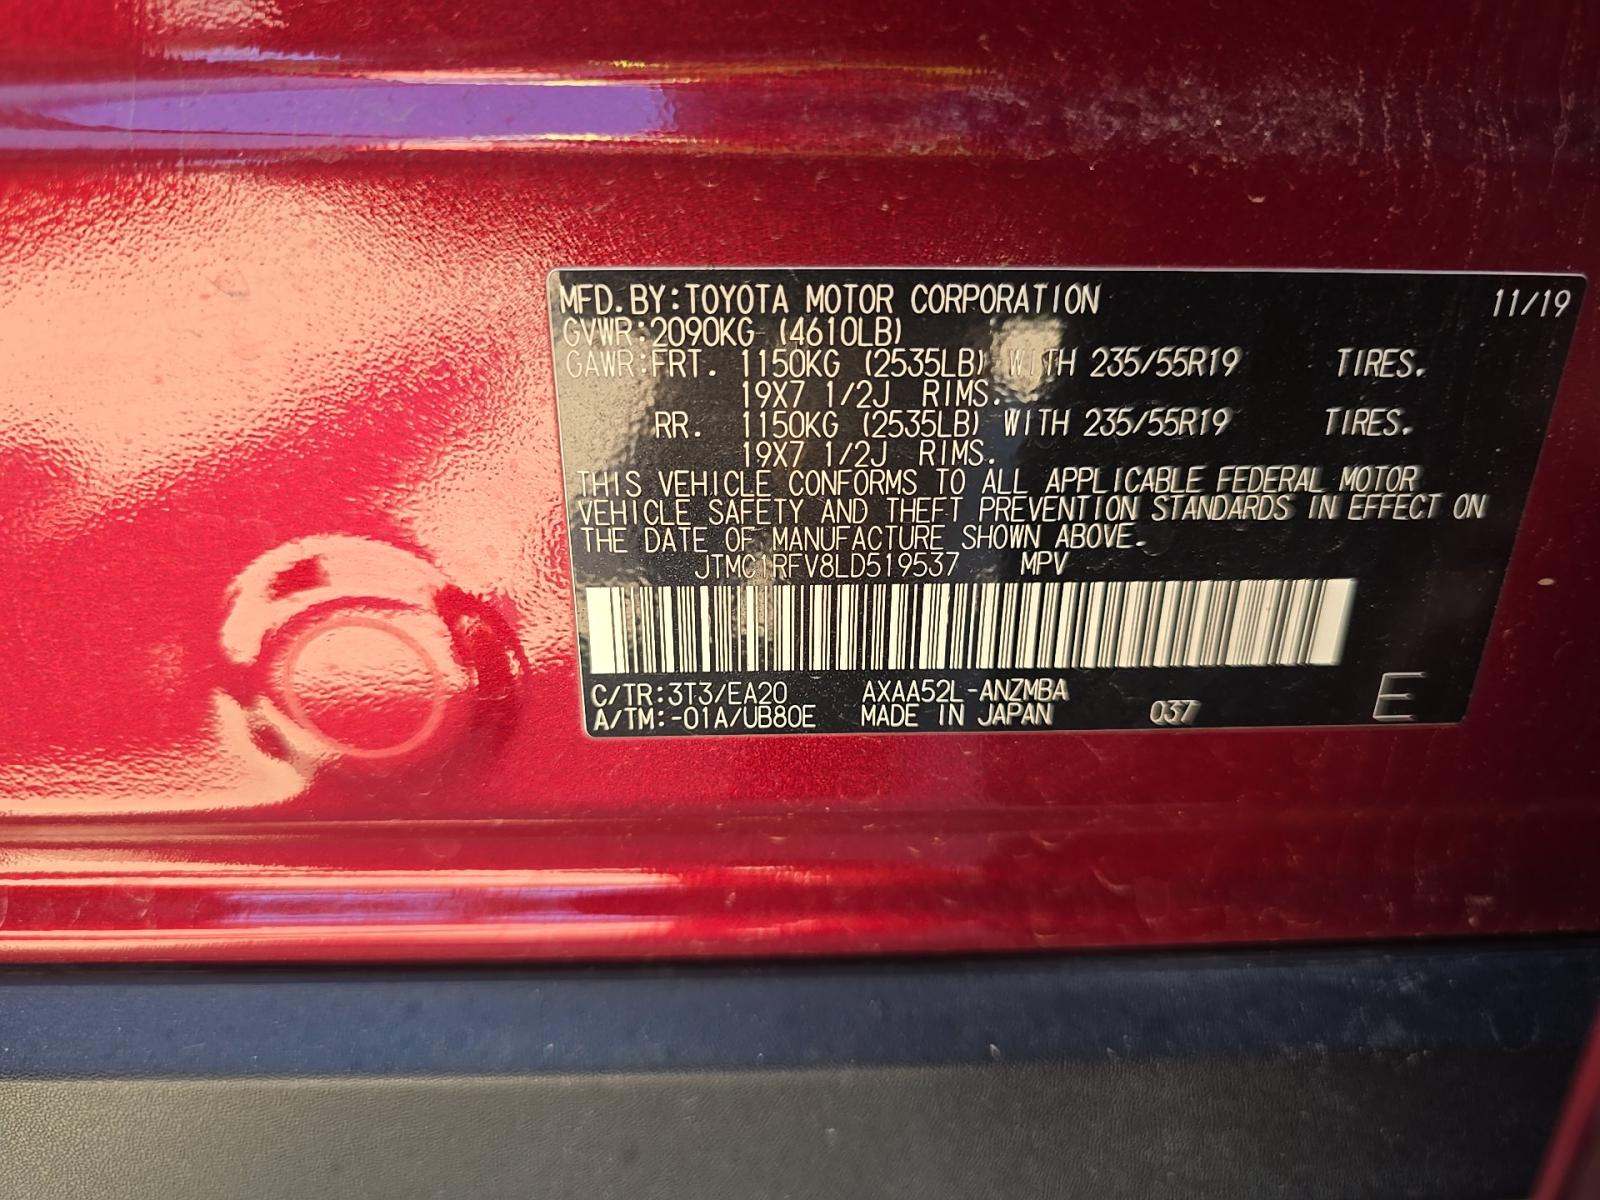 MFD.BY:TOYOTA MOTOR CORPORATION 11/19
GVWR:2090KG (4610LB)
GAWR:FRT. 1150KG (2535LB) WITH 235/55R19 TIRES.
19X7 1/2J RIMS.
RR. 1150KG (2535LB) WITH 235/55R19 TIRES.
19X7 1/2J RIMS.
THIS VEHICLE CONFORMS TO ALL APPLICABLE FEDERAL MOTOR
VEHICLE SAFETY AND THEFT PREVENTION STANDARDS IN EFFECT ON
THE DATE OF MANUFACTURE SHOWN ABOVE.
JTMG1RFV8LD519537 MPV
C/TR:3T3/EA20 AXAA52L-ANZMBA
A/TM:-01A/UB80E MADE IN JAPAN 037 E